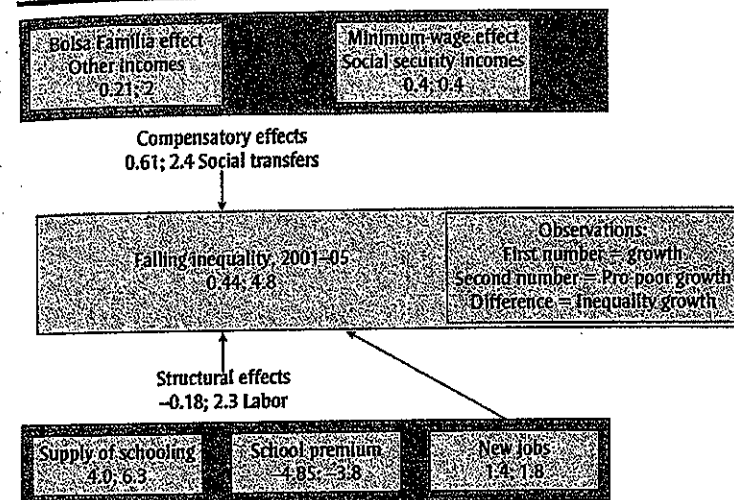 Bolsa Família effect
Other incomes
0.21; 2
Minimum-wage effect
Social security incomes
0.4; 0.4
Compensatory effects
0.61; 2.4 Social transfers
Falling inequality, 2001–05
0.44; 4.8
Observations:
First number = growth
Second number = Pro poor growth
Difference = Inequality growth
Structural effects
–0.18; 2.3 Labor
Supply of schooling
4.0; 6.3
School premium
–4.85; –3.8
New jobs
1.4; 1.8